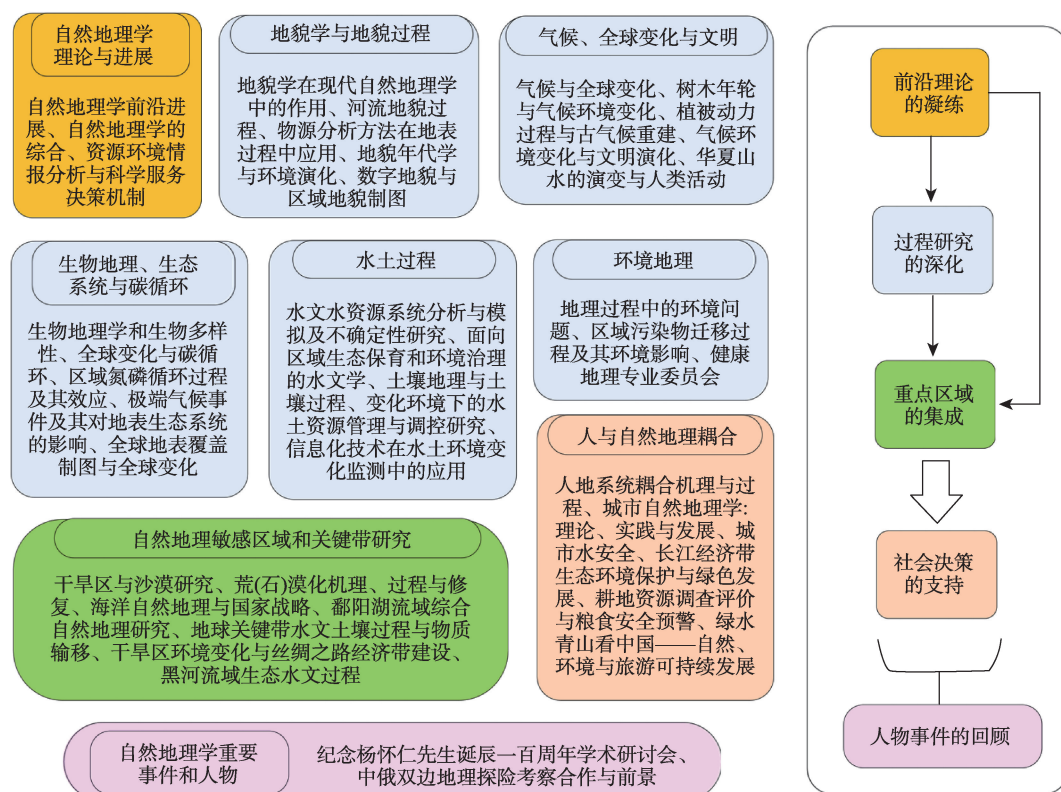 自然地理学
理论与进展
自然地理学前沿进
展、自然地理学的
综合、资源环境情
报分析与科学服务
决策机制
地貌学与地貌过程
地貌学在现代自然地理学
中的作用、河流地貌过
程、物源分析方法在地表
过程中应用、地貌年代学
与环境演化、数字地貌与
区域地貌制图
气候、全球变化与文明
气候与全球变化、树木年轮
与气候环境变化、植被动力
过程与古气候重建、气候环
境变化与文明演化、华夏山
水的演变与人类活动
生物地理、生态
系统与碳循环
生物地理学和生物多样
性、全球变化与碳循
环、区域氮磷循环过程
及其效应、极端气候事
件及其对地表生态系统
的影响、全球地表覆盖
制图与全球变化
水土过程
水文水资源系统分析与模
拟及不确定性研究、面向
区域生态保育和环境治理
的水文学、土壤地理与土
壤过程、变化环境下的水
土资源管理与调控研究、
信息化技术在水土环境变
化监测中的应用
环境地理
地理过程中的环境问
题、区域污染物迁移过
程及其环境影响、健康
地理专业委员会
人与自然地理耦合
人地系统耦合机理与过
程、城市自然地理学:
理论、实践与发展、城
市水安全、长江经济带
生态环境保护与绿色发
展、耕地资源调查评价
与粮食安全预警、绿水
青山看中国——自然、
环境与旅游可持续发展
自然地理敏感区域和关键带研究
干旱区与沙漠研究、荒(石)漠化机理、过程与修
复、海洋自然地理与国家战略、鄱阳湖流域综合
自然地理研究、地球关键带水文土壤过程与物质
输移、干旱区环境变化与丝绸之路经济带建设、
黑河流域生态水文过程
自然地理学重要
事件和人物
纪念杨怀仁先生诞辰一百周年学术研讨会、
中俄双边地理探险考察合作与前景
前沿理论
的凝练
过程研究
的深化
重点区域
的集成
社会决策
的支持
人物事件的回顾